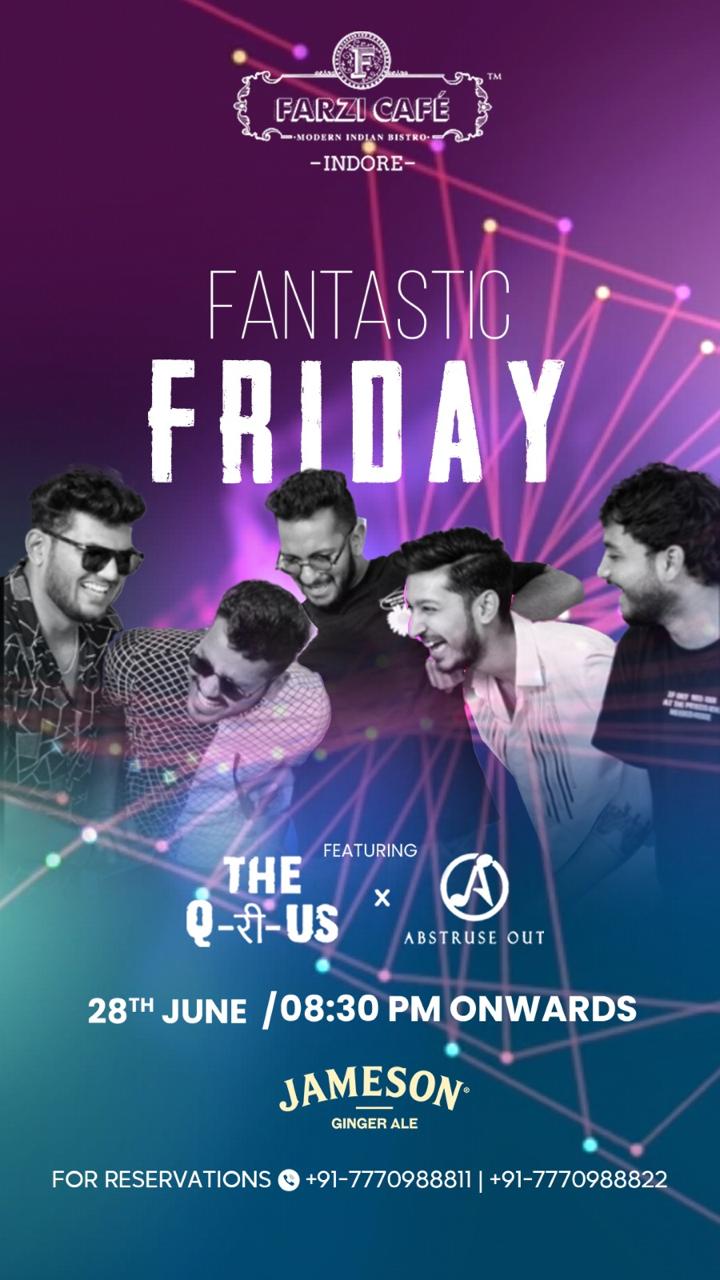 F
FARZI CAFÉ ™
·MODERN INDIAN BISTRO·
-INDORE-
FANTASTIC
FRIDAY
FEATURING
THE
Q-री-US
x
A
ABSTRUSE OUT
28TH JUNE /08:30 PM ONWARDS
JAMESON®
GINGER ALE
FOR RESERVATIONS +91-7770988811 | +91-7770988822